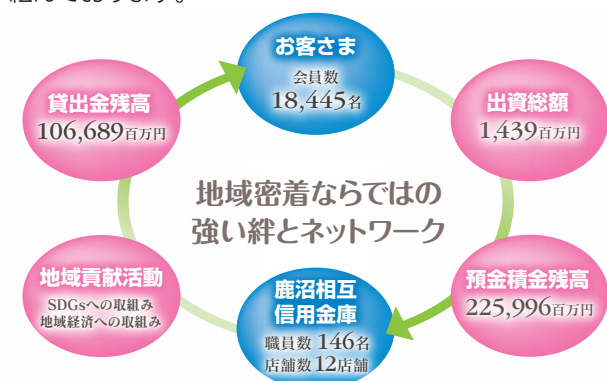 お客さま
会員数
18,445名
貸出金残高
106,689百万円
出資総額
1,439百万円
地域密着ならではの
強い絆とネットワーク
地域貢献活動
SDGsへの取組み
地域経済への取組み
鹿沼相互
信用金庫
職員数 146名
店舗数 12店舗
預金積金残高
225,996百万円